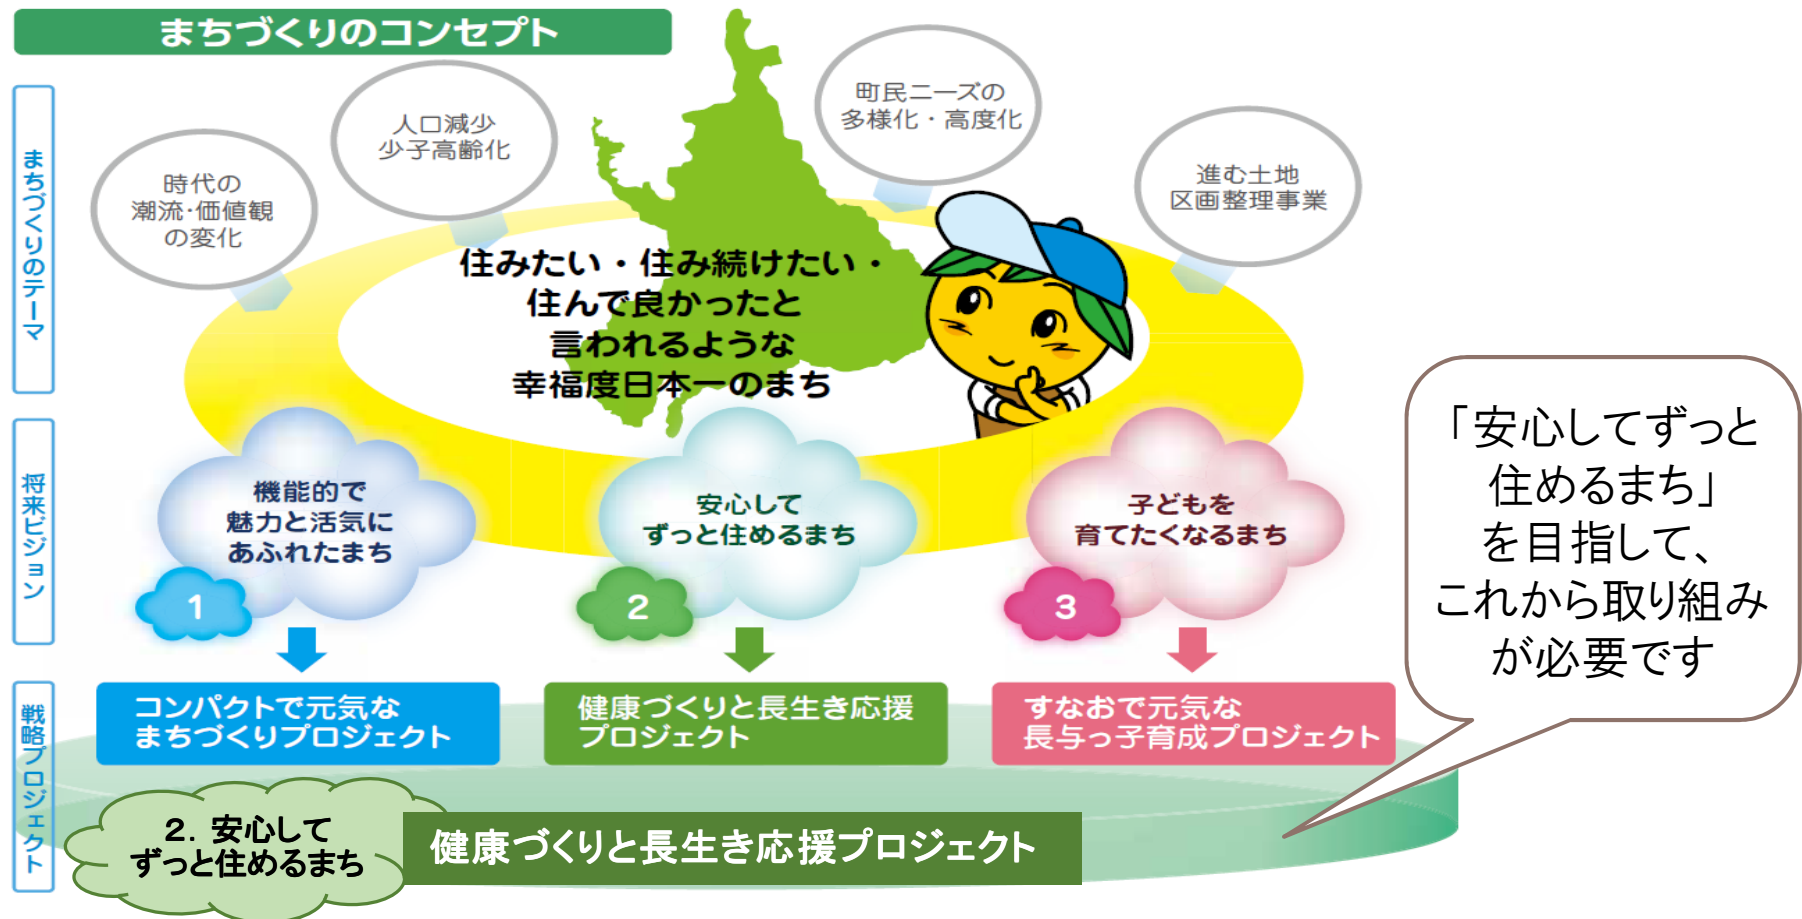 まちづくりのコンセプト
まちづくりのテーマ
時代の
潮流・価値観
の変化
人口減少
少子高齢化
町民ニーズの
多様化・高度化
進む土地
区画整理事業
住みたい・住み続けたい・
住んで良かったと
言われるような
幸福度日本一のまち
将来ビジョン
機能的で
魅力と活気に
あふれたまち
1
安心して
ずっと住めるまち
2
子どもを
育てたくなるまち
3
戦略プロジェクト
コンパクトで元気な
まちづくりプロジェクト
健康づくりと長生き応援
プロジェクト
すなおで元気な
長与っ子育成プロジェクト
２．安心して
ずっと住めるまち
健康づくりと長生き応援プロジェクト
「安心してずっと
住めるまち」
を目指して、
これから取り組み
が必要です